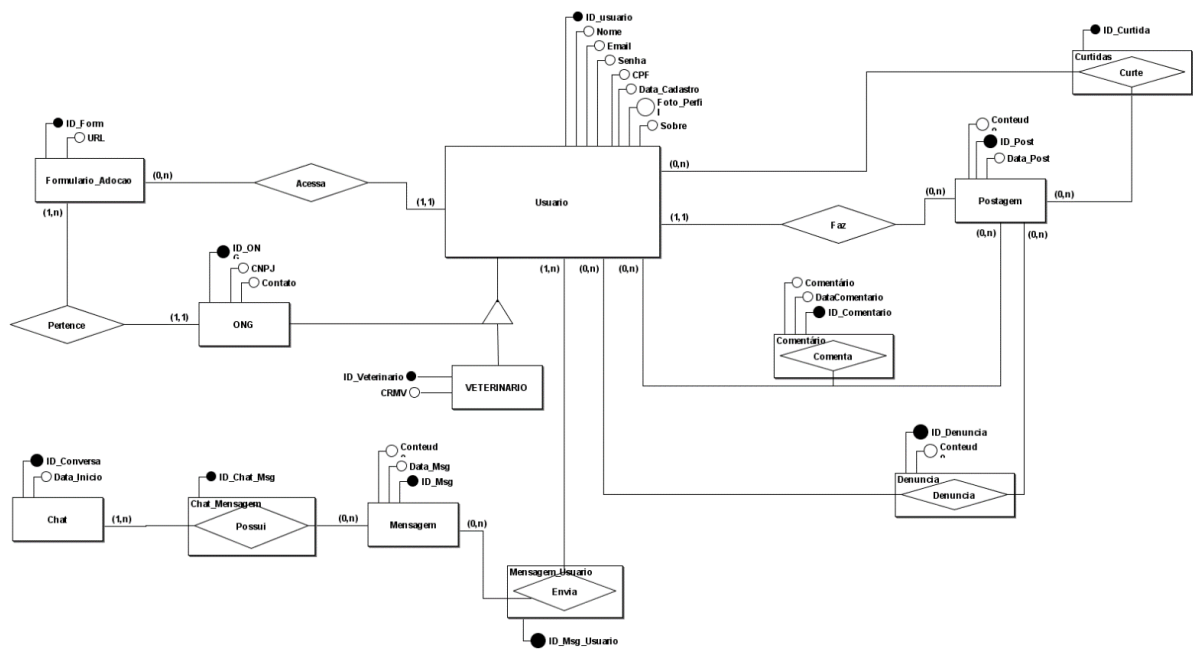 ID_usuario
Nome
Email
Senha
CPF
Data_Cadastro
Foto_Perfi
l
Sobre
ID_Curtida
Curtidas
Curte
ID_Form
URL
Formulario_Adocao
(0,n)
Acessa
(1,1)
Usuario
(0,n)
(1,1)
Faz
(0,n)
Conteud
o
ID_Post
Data_Post
Postagem
(0,n)
(0,n)
(0,n)
(1,n)
ID_ON
G
CNPJ
Contato
Pertence
(1,1)
ONG
(1,n)
(0,n)
(0,n)
Comentário
DataComentario
ID_Comentario
Comentário
Comenta
ID_Veterinario
CRMV
VETERINARIO
ID_Denuncia
Conteud
o
Denuncia
Denuncia
ID_Conversa
Data_Inicio
Chat
(1,n)
ID_Chat_Msg
Chat_Mensagem
Possui
(0,n)
Conteud
o
Data_Msg
ID_Msg
Mensagem
(0,n)
Mensagem_Usuario
Envia
ID_Msg_Usuario